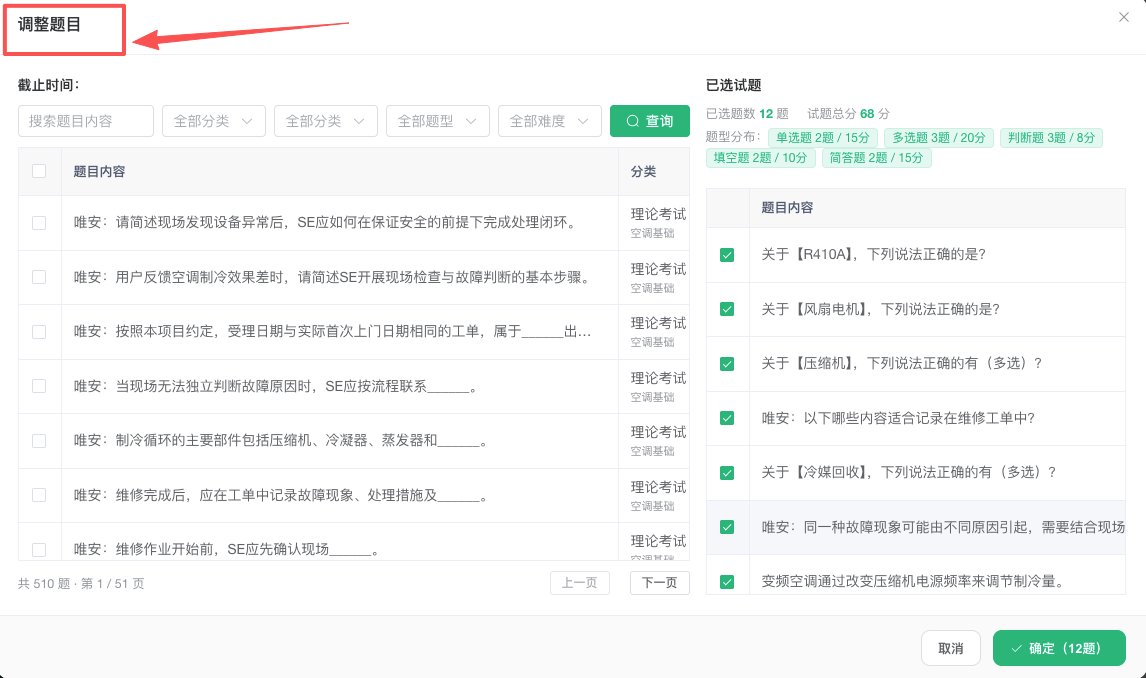 调整题目
截止时间:
搜索题目内容 全部分类 全部分类 全部题型 全部难度 查询
题目内容 分类
唯安：请简述现场发现设备异常后，SE应如何在保证安全的前提下完成处理闭环。 理论考试
空调基础
唯安：用户反馈空调制冷效果差时，请简述SE开展现场检查与故障判断的基本步骤。 理论考试
空调基础
唯安：按照本项目约定，受理日期与实际首次上门日期相同的工单，属于______出... 理论考试
空调基础
唯安：当现场无法独立判断故障原因时，SE应按流程联系______。 理论考试
空调基础
唯安：制冷循环的主要部件包括压缩机、冷凝器、蒸发器和______。 理论考试
空调基础
唯安：维修完成后，应在工单中记录故障现象、处理措施及______。 理论考试
空调基础
唯安：维修作业开始前，SE应先确认现场______。 理论考试
空调基础
共 510 题 · 第 1 / 51 页 上一页 下一页
已选试题
已选题数 12 题 试题总分 68 分
题型分布: 单选题 2题 / 15分 多选题 3题 / 20分 判断题 3题 / 8分
填空题 2题 / 10分 简答题 2题 / 15分
题目内容
关于【R410A】，下列说法正确的是？
关于【风扇电机】，下列说法正确的是？
关于【压缩机】，下列说法正确的有（多选）？
唯安：以下哪些内容适合记录在维修工单中？
关于【冷媒回收】，下列说法正确的有（多选）？
唯安：同一种故障现象可能由不同原因引起，需要结合现场
变频空调通过改变压缩机电源频率来调节制冷量。
取消 确定（12题）